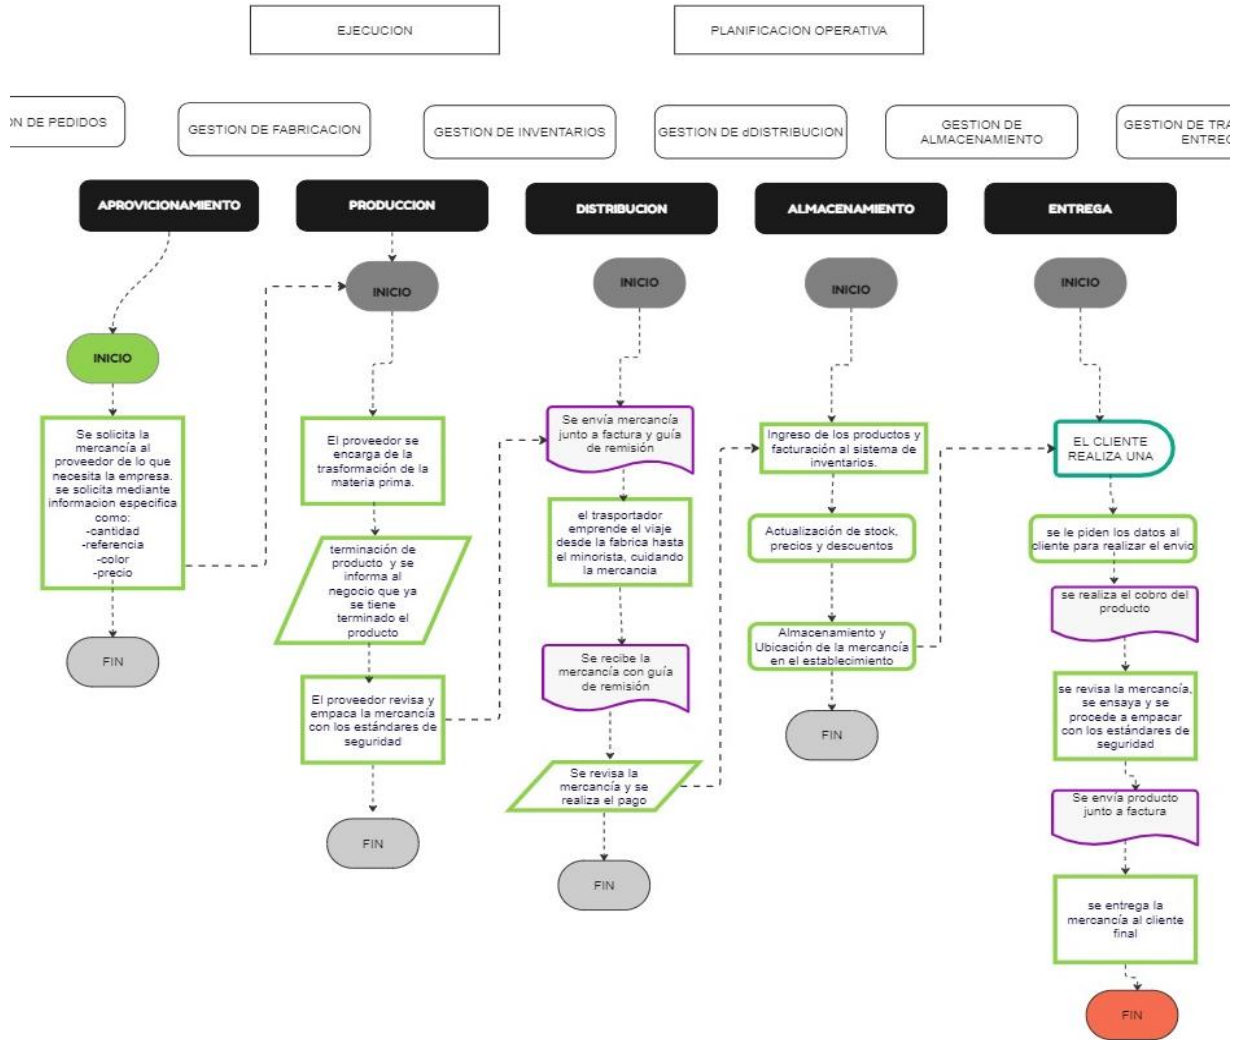 EJECUCION
PLANIFICACION OPERATIVA
ON DE PEDIDOS
GESTION DE FABRICACION
GESTION DE INVENTARIOS
GESTION DE dDISTRIBUCION
GESTION DE
ALMACENAMIENTO
GESTION DE TRA
ENTREG
APROVICIONAMIENTO
PRODUCCION
DISTRIBUCION
ALMACENAMIENTO
ENTREGA
INICIO
Se solicita la
mercancía al
proveedor de lo que
necesita la empresa.
se solicita mediante
informacion especifica
como:
-cantidad
-referencia
-color
-precio
FIN
INICIO
El proveedor se
encarga de la
trasformación de la
materia prima.
terminación de
producto y se
informa al
negocio que ya
se tiene
terminado el
producto
El proveedor revisa y
empaca la mercancía
con los estándares de
seguridad
FIN
INICIO
Se envía mercancía
junto a factura y guía
de remisión
el trasportador
emprende el viaje
desde la fabrica hasta
el minorista, cuidando
la mercancia
Se recibe la
mercancía con guía
de remisión
Se revisa la
mercancía y se
realiza el pago
FIN
INICIO
Ingreso de los productos y
facturación al sistema de
inventarios.
Actualización de stock,
precios y descuentos
Almacenamiento y
Ubicación de la mercancía
en el establecimiento
FIN
INICIO
EL CLIENTE
REALIZA UNA
se le piden los datos al
cliente para realizar el envio
se realiza el cobro del
producto
se revisa la mercancía,
se ensaya y se
procede a empacar
con los estándares de
seguridad
Se envía producto
junto a factura
se entrega la
mercancía al cliente
final
FIN